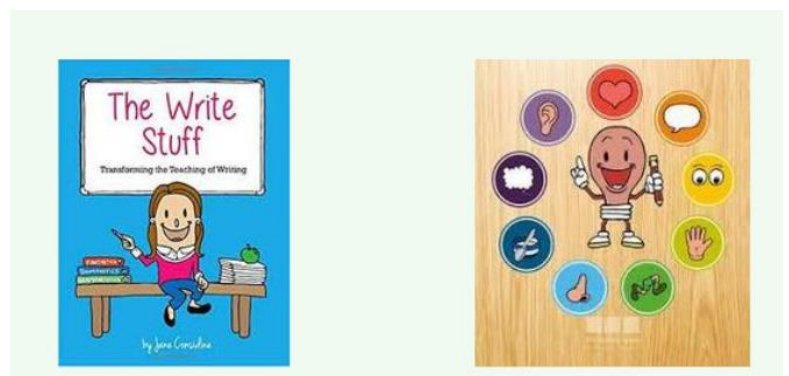 The Write
Stuff
Transforming the Teaching of Writing
by Jane Considine